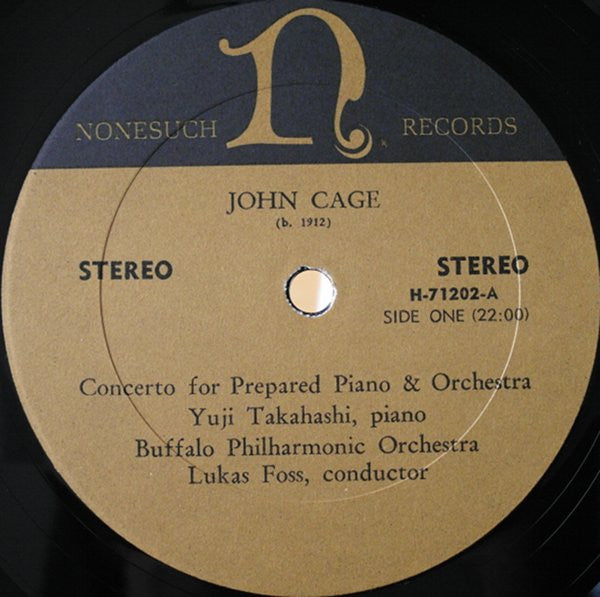 n
NONESUCH RECORDS
JOHN CAGE
(b. 1912)
STEREO STEREO
H-71202-A
SIDE ONE (22:00)
Concerto for Prepared Piano & Orchestra
Yuji Takahashi, piano
Buffalo Philharmonic Orchestra
Lukas Foss, conductor